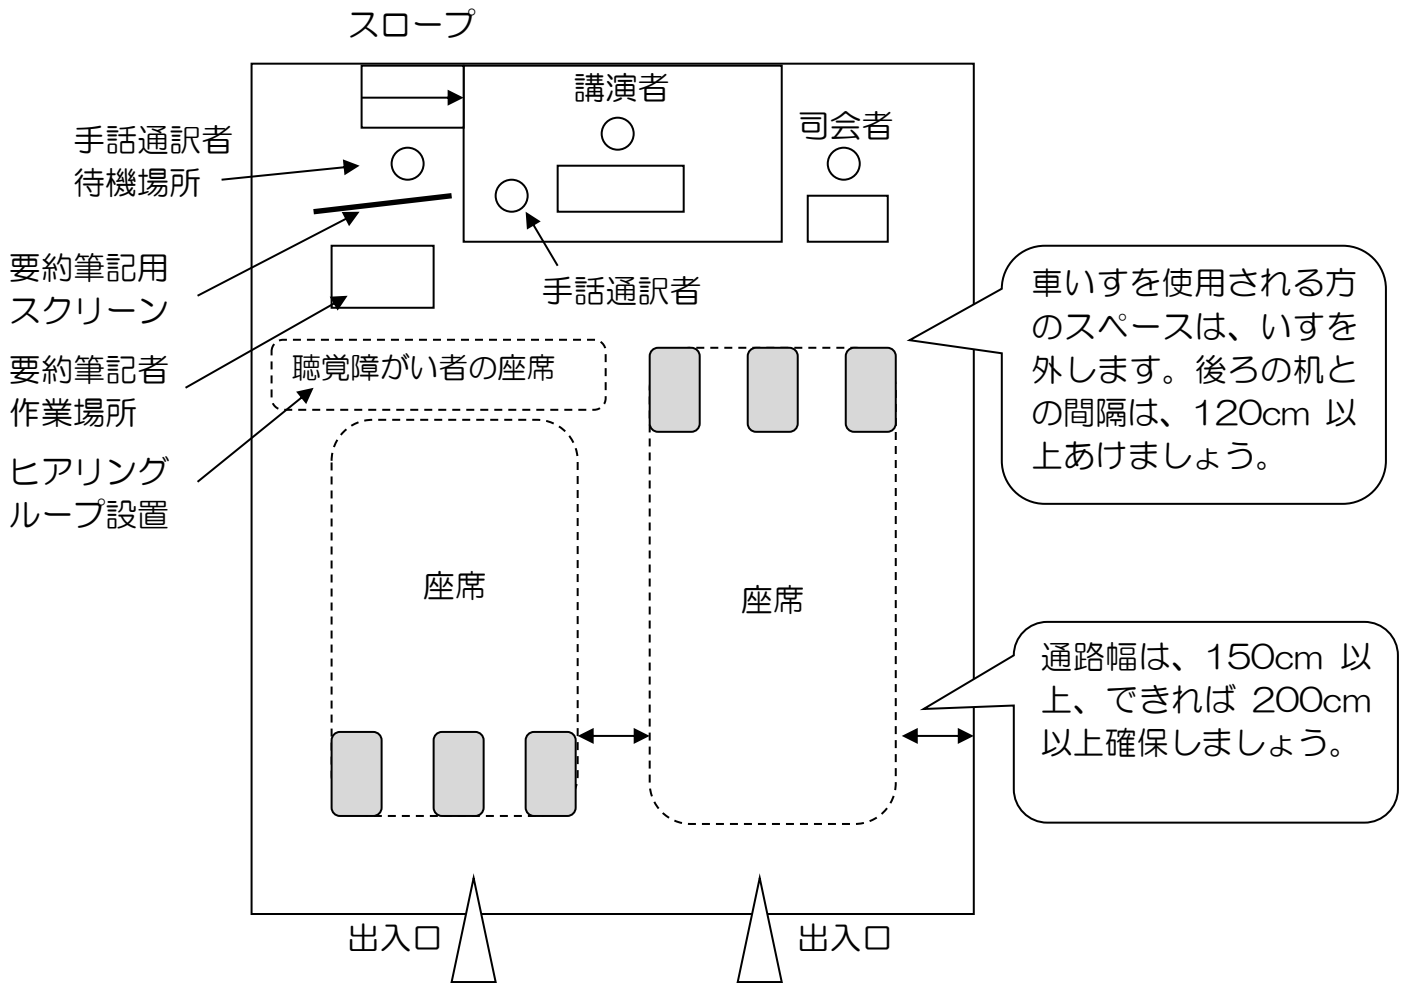 スロープ
講演者
司会者
手話通訳者
待機場所
要約筆記用
スクリーン
手話通訳者
要約筆記者
作業場所
聴覚障がい者の座席
ヒアリング
ループ設置
車いすを使用される方
のスペースは、いすを
外します。後ろの机と
の間隔は、120cm 以
上あけましょう。
座席
座席
通路幅は、150cm 以
上、できれば 200cm
以上確保しましょう。
出入口
出入口